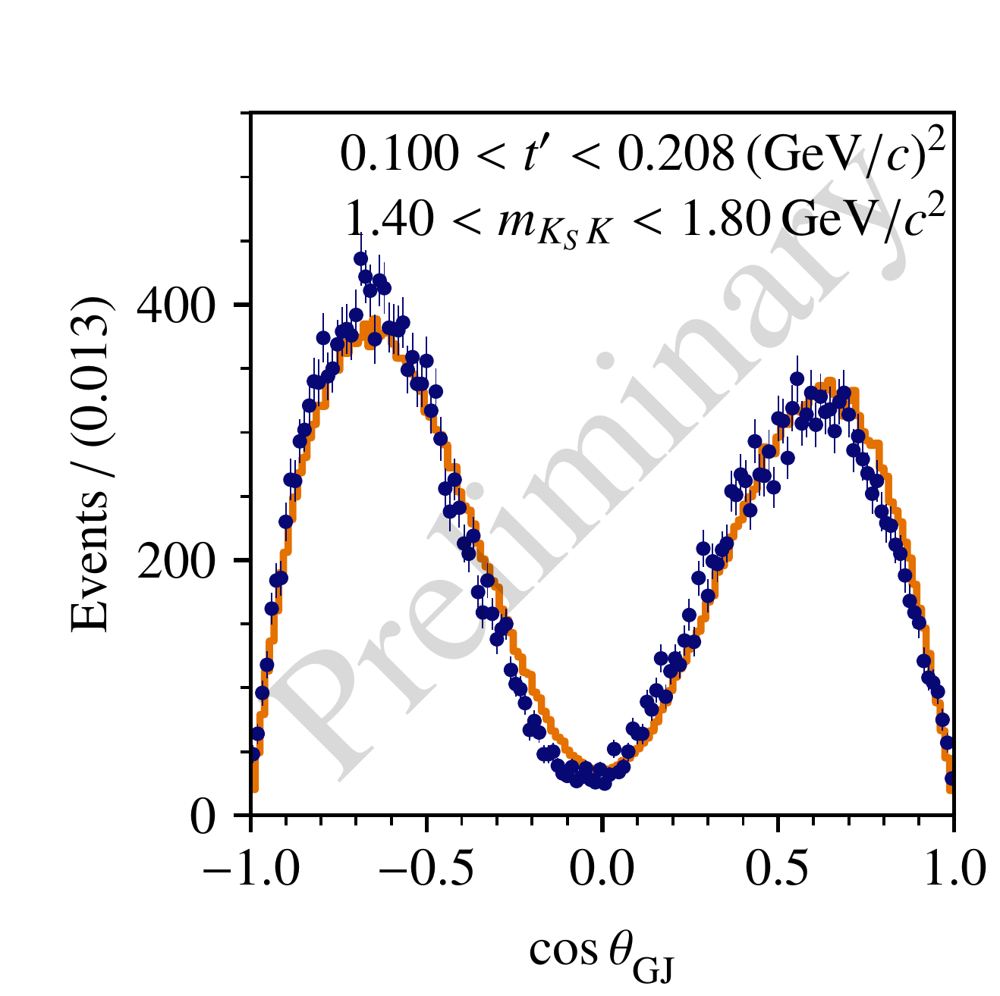 0.100 < t′ < 0.208 (GeV/c)²
1.40 < m_{K_S K} < 1.80 GeV/c²
Preliminary
Events / (0.013)
400
200
0
−1.0 −0.5 0.0 0.5 1.0
cos θ_GJ